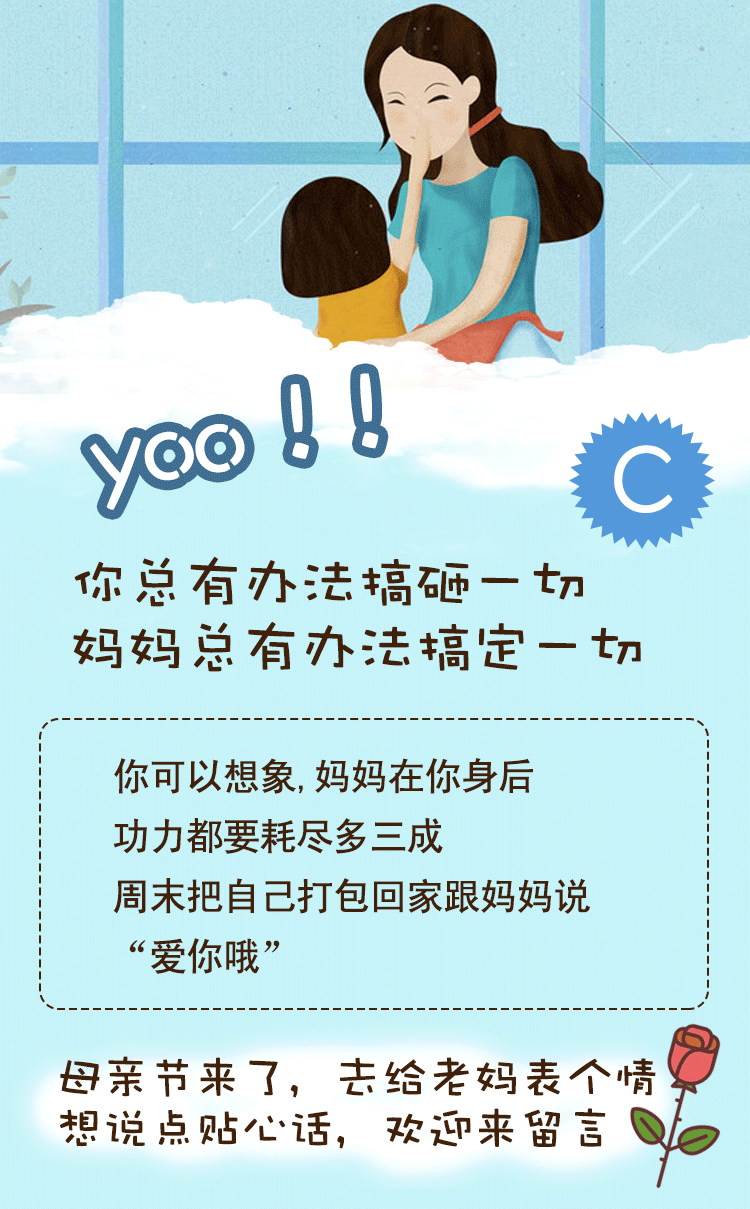 yoo!!
C
你总有办法搞砸一切
妈妈总有办法搞定一切
你可以想象,妈妈在你身后
功力都要耗尽多三成
周末把自己打包回家跟妈妈说
“爱你哦”
母亲节来了，去给老妈表个情
想说点贴心话，欢迎来留言